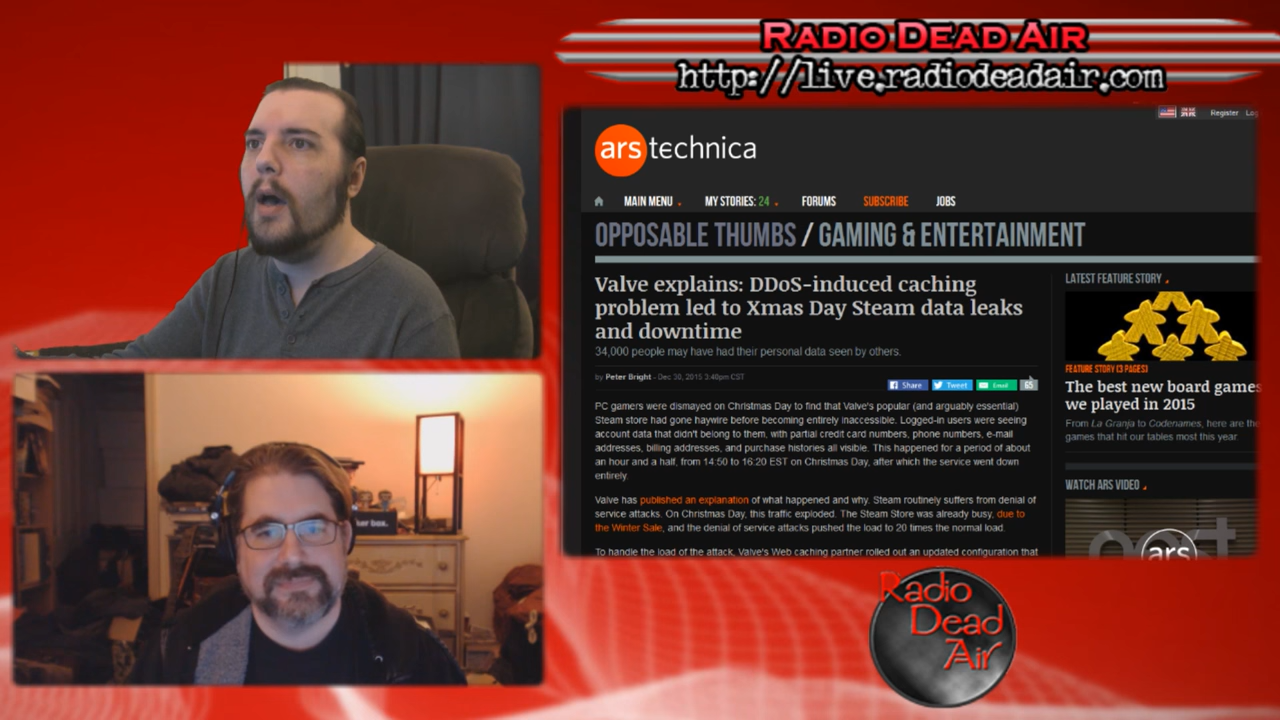 RADIO DEAD AIR
http://live.radiodeadair.com
Register
ars technica
MAIN MENU
MY STORIES: 24
FORUMS
SUBSCRIBE
JOBS
OPPOSABLE THUMBS / GAMING & ENTERTAINMENT
Valve explains: DDoS-induced caching
problem led to Xmas Day Steam data leaks
and downtime
34,000 people may have had their personal data seen by others.
by Peter Bright - Dec 30, 2015 3:40pm CST
Share
Tweet
Email
65
PC gamers were dismayed on Christmas Day to find that Valve's popular (and arguably essential)
Steam store had gone haywire before becoming entirely inaccessible. Logged-in users were seeing
account data that didn't belong to them, with partial credit card numbers, phone numbers, e-mail
addresses, billing addresses, and purchase histories all visible. This happened for a period of about
an hour and a half, from 14:50 to 16:20 EST on Christmas Day, after which the service went down
entirely.
Valve has published an explanation of what happened and why. Steam routinely suffers from denial of
service attacks. On Christmas Day, this traffic exploded. The Steam Store was already busy, due to
the Winter Sale, and the denial of service attacks pushed the load to 20 times the normal load.
To handle the load of the attack, Valve's Web caching partner rolled out an updated configuration that
LATEST FEATURE STORY
FEATURE STORY (3 PAGES)
The best new board games
we played in 2015
From La Granja to Codenames, here are the
games that hit our tables most this year.
WATCH ARS VIDEO
ars
ker box.
Radio
Dead
Air